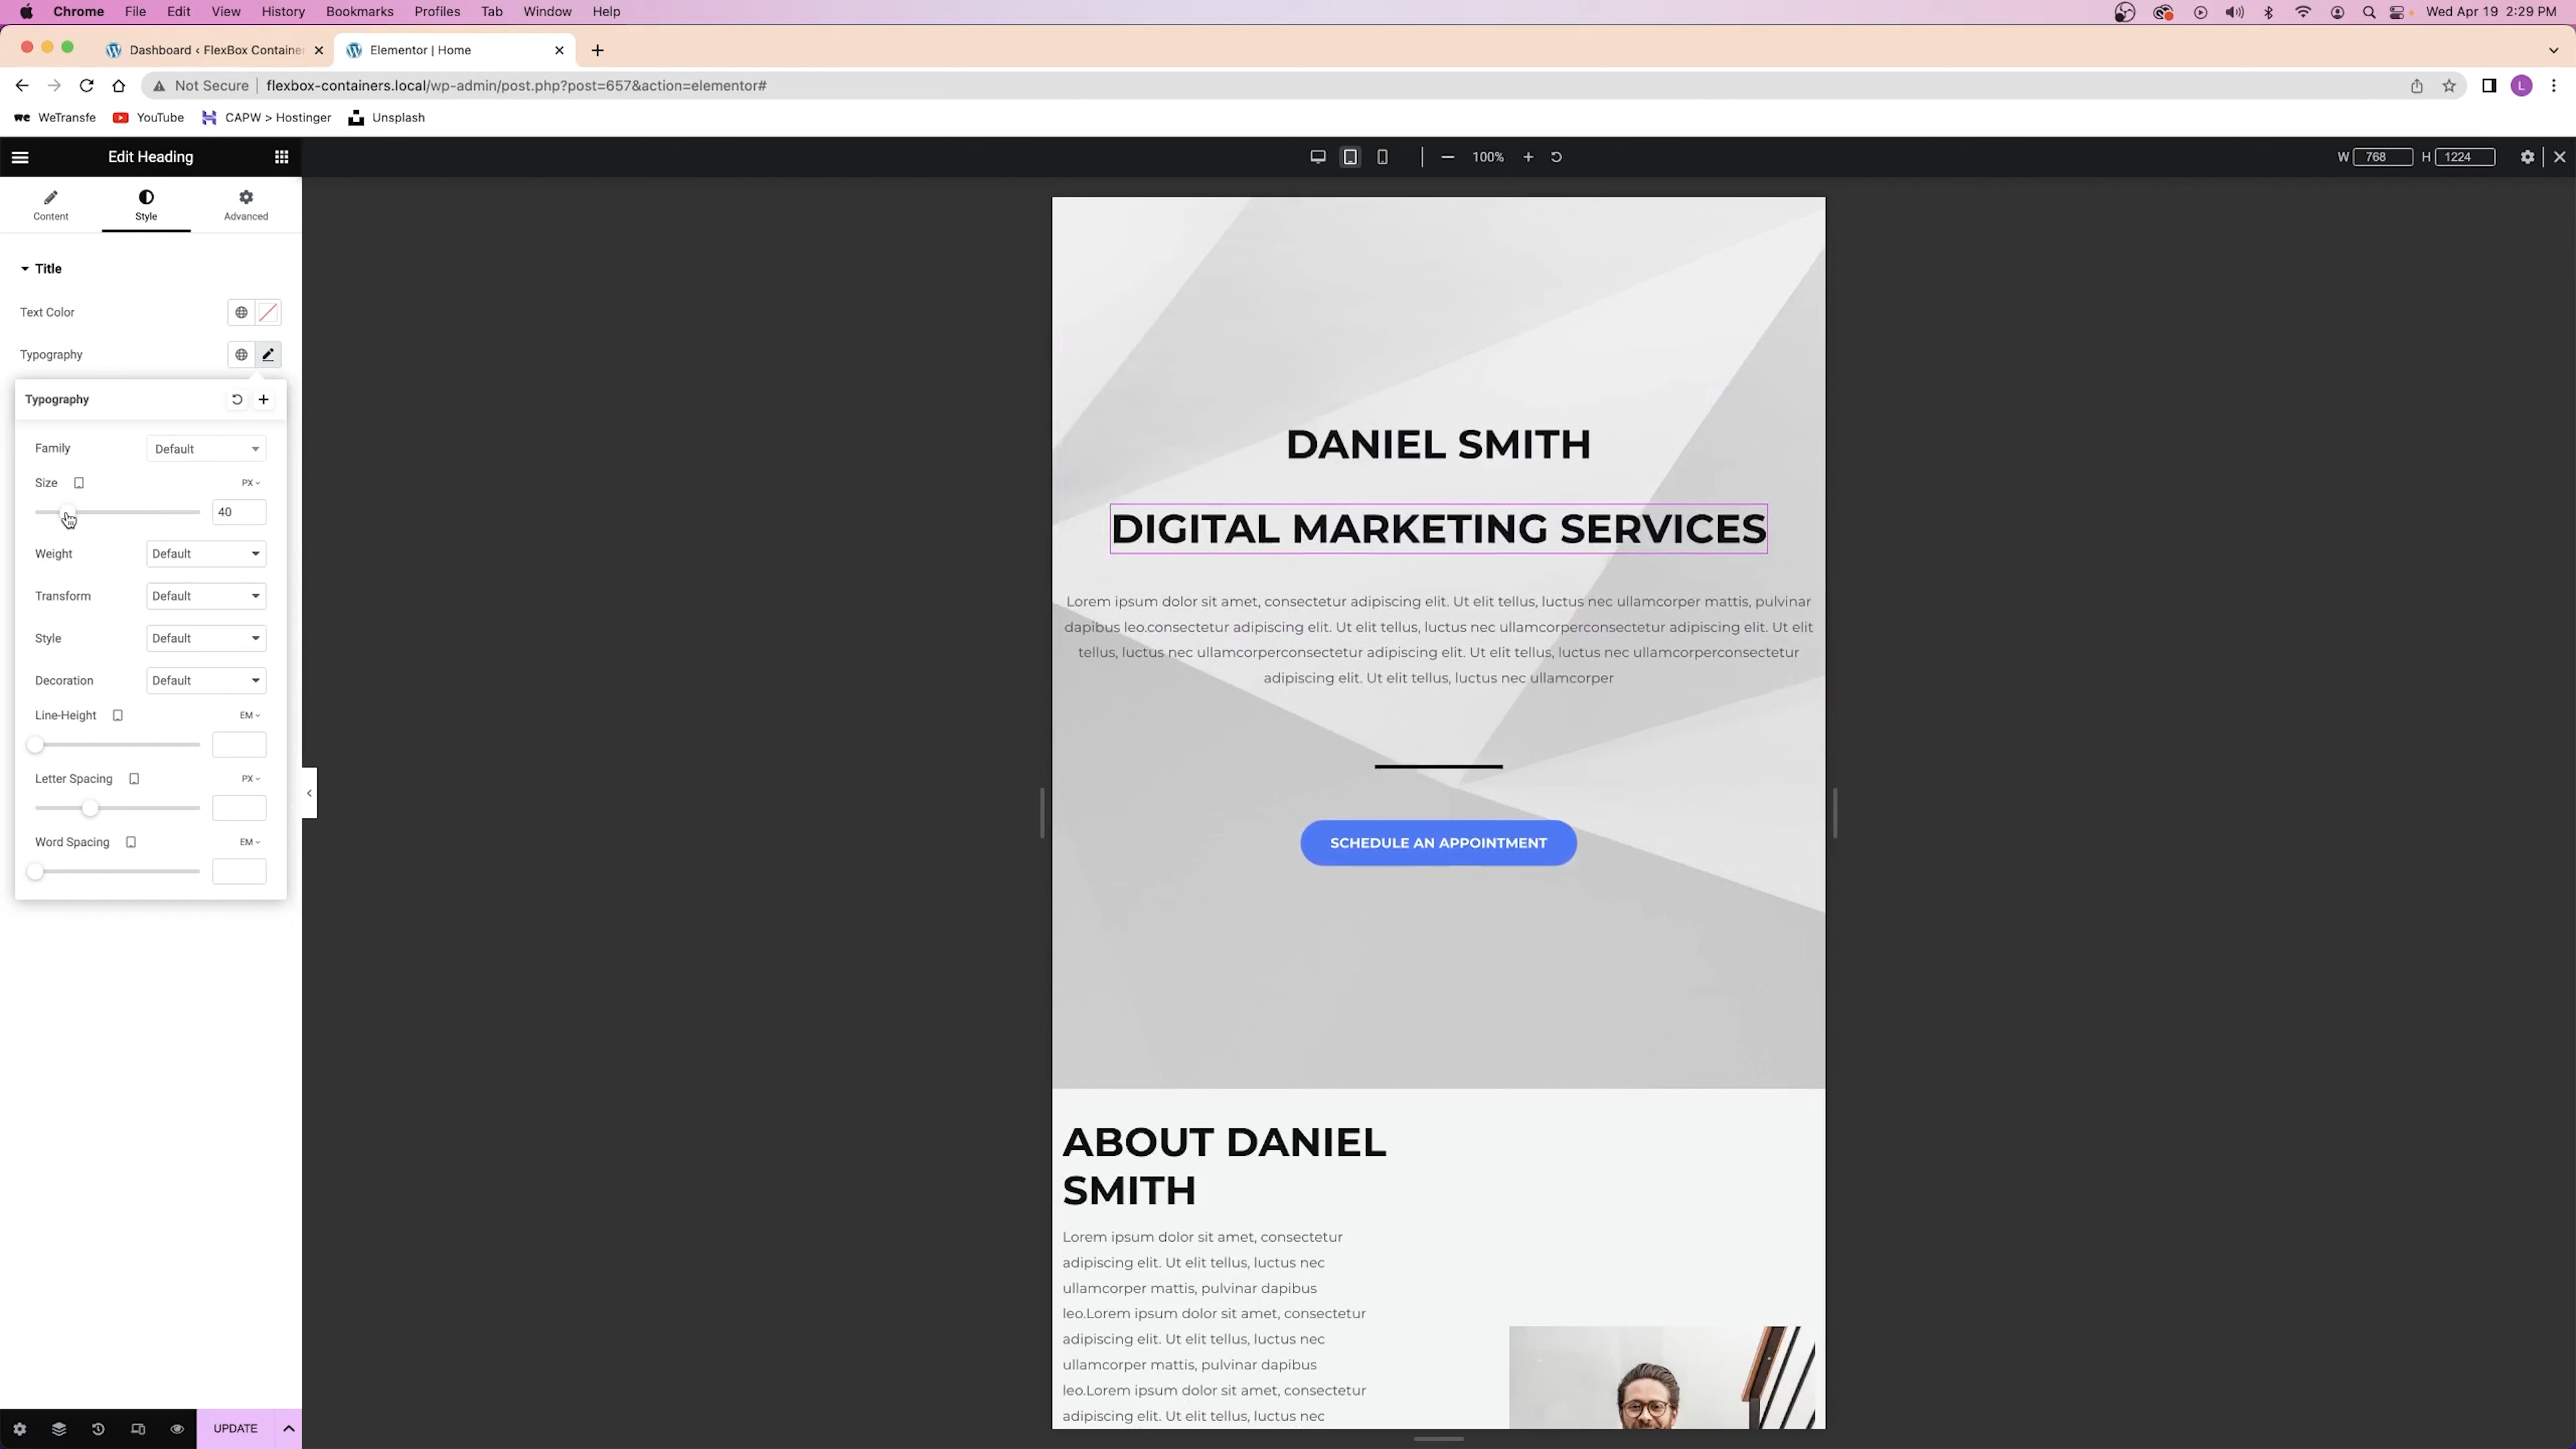 Chrome File Edit View History Bookmarks Profiles Tab Window Help Wed Apr 19 2:29 PM
Dashboard ‹ FlexBox Container Elementor | Home
Not Secure flexbox-containers.local/wp-admin/post.php?post=657&action=elementor# L
we WeTransfe YouTube CAPW > Hostinger Unsplash
Edit Heading 100% W 768 H 1224
Content Style Advanced
Title
Text Color
Typography
Typography
Family Default
Size PX
40
Weight Default
Transform Default
Style Default
Decoration Default
Line-Height EM
Letter Spacing PX
Word Spacing EM
UPDATE
DANIEL SMITH
DIGITAL MARKETING SERVICES
Lorem ipsum dolor sit amet, consectetur adipiscing elit. Ut elit tellus, luctus nec ullamcorper mattis, pulvinar
dapibus leo.consectetur adipiscing elit. Ut elit tellus, luctus nec ullamcorperconsectetur adipiscing elit. Ut elit
tellus, luctus nec ullamcorperconsectetur adipiscing elit. Ut elit tellus, luctus nec ullamcorperconsectetur
adipiscing elit. Ut elit tellus, luctus nec ullamcorper
SCHEDULE AN APPOINTMENT
ABOUT DANIEL
SMITH
Lorem ipsum dolor sit amet, consectetur
adipiscing elit. Ut elit tellus, luctus nec
ullamcorper mattis, pulvinar dapibus
leo.Lorem ipsum dolor sit amet, consectetur
adipiscing elit. Ut elit tellus, luctus nec
ullamcorper mattis, pulvinar dapibus
leo.Lorem ipsum dolor sit amet, consectetur
adipiscing elit. Ut elit tellus, luctus nec